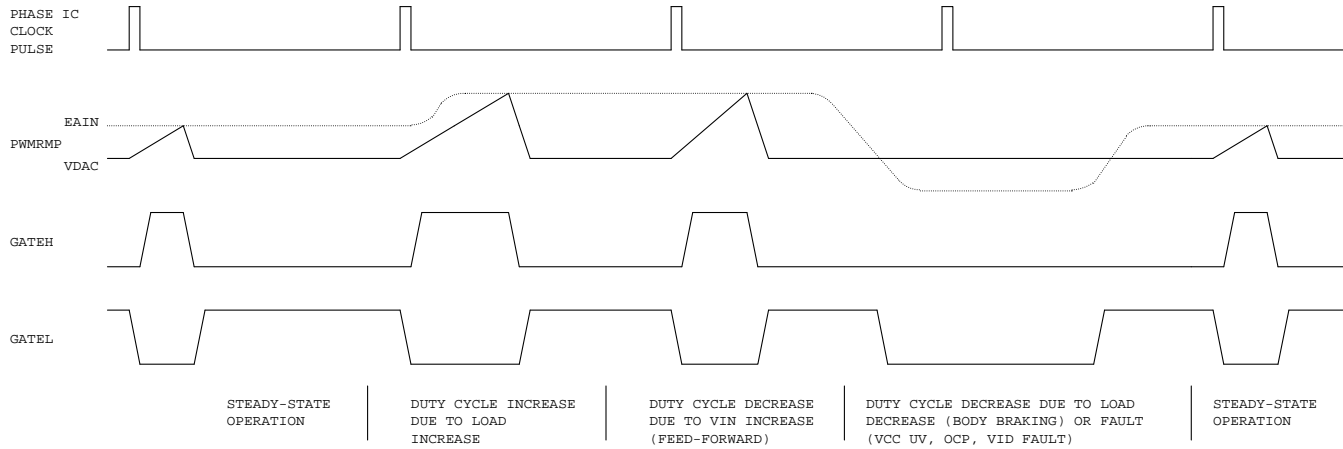 PHASE IC
CLOCK
PULSE
EAIN
PWMRMP
VDAC
GATEH
GATEL
STEADY-STATE
OPERATION
DUTY CYCLE INCREASE
DUE TO LOAD
INCREASE
DUTY CYCLE DECREASE
DUE TO VIN INCREASE
(FEED-FORWARD)
DUTY CYCLE DECREASE DUE TO LOAD
DECREASE (BODY BRAKING) OR FAULT
(VCC UV, OCP, VID FAULT)
STEADY-STATE
OPERATION